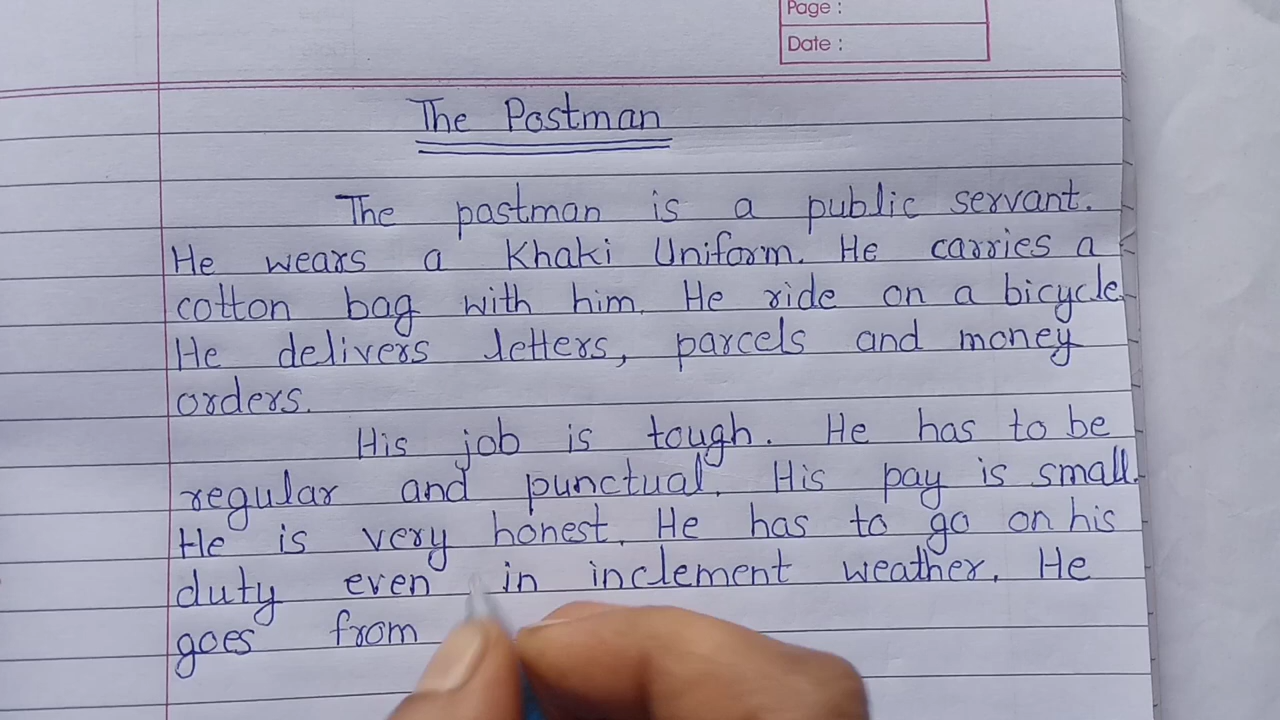 Page :
Date :
The Postman
The postman is a public servant.
He wears a Khaki Uniform. He carries a
cotton bag with him. He ride on a bicycle.
He delivers letters, parcels and money
orders.
His job is tough. He has to be
regular and punctual. His pay is small.
He is very honest. He has to go on his
duty even in inclement weather. He
goes from